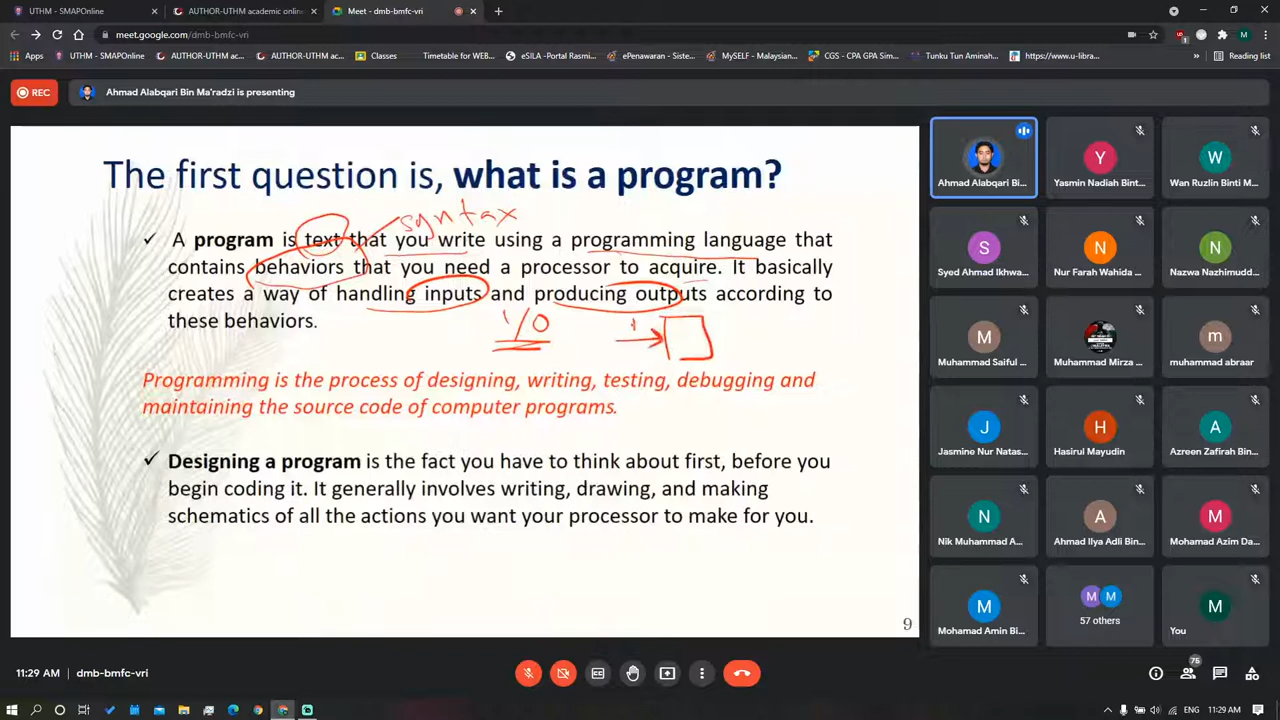 UTHM - SMAPOnline
AUTHOR-UTHM academic onlin
Meet - dmb-bmfc-vri
meet.google.com/dmb-bmfc-vri
Apps
UTHM - SMAPOnline
AUTHOR-UTHM ac...
AUTHOR-UTHM ac...
Classes
Timetable for WEB...
eSILA -Portal Rasmi...
ePenawaran - Siste...
MySELF - Malaysian...
CGS - CPA GPA Sim...
Tunku Tun Aminah...
https://www.u-libra...
»
Reading list
REC
Ahmad Alabqari Bin Ma'radzi is presenting
The first question is, what is a program?
syntax
✓ A program is text that you write using a programming language that
contains behaviors that you need a processor to acquire. It basically
creates a way of handling inputs and producing outputs according to
these behaviors.
I/O
Programming is the process of designing, writing, testing, debugging and
maintaining the source code of computer programs.
✓ Designing a program is the fact you have to think about first, before you
begin coding it. It generally involves writing, drawing, and making
schematics of all the actions you want your processor to make for you.
9
Ahmad Alabqari Bi...
Y
Yasmin Nadiah Bint...
W
Wan Ruzlin Binti M...
S
Syed Ahmad Ikhwa...
N
Nur Farah Wahida ...
N
Nazwa Nazhimudd...
M
Muhammad Saiful ...
Muhammad Mirza ...
m
muhammad abraar
J
Jasmine Nur Natas...
H
Hasirul Mayudin
A
Azreen Zafirah Bin...
N
Nik Muhammad A...
A
Ahmad Ilya Adli Bin...
M
Mohamad Azim Da...
M
Mohamad Amin Bi...
M M
57 others
M
You
11:29 AM
dmb-bmfc-vri
75
ENG
11:29 AM